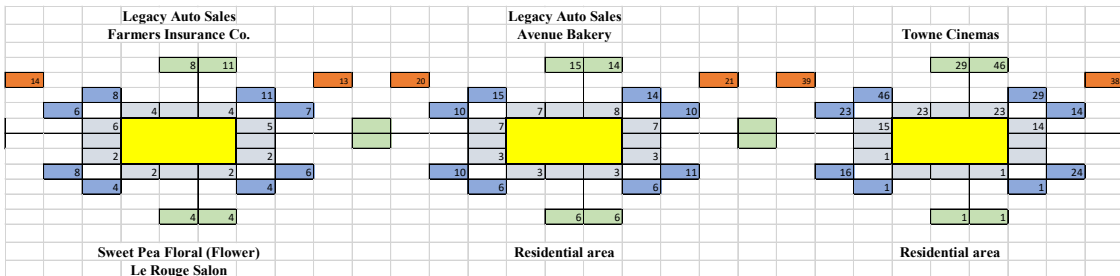 Legacy Auto Sales Legacy Auto Sales
Farmers Insurance Co. Avenue Bakery Towne Cinemas
8 11 15 14 29 46
14 13 20 21 39 38
8 11 15 14 46 29
6 4 4 7 10 7 8 10 23 23 23 14
6 5 7 7 15 14
2 2 3 3 1
8 2 2 6 10 3 3 11 16 1 24
4 4 6 6 1 1
4 4 6 6 1 1
Sweet Pea Floral (Flower) Residential area Residential area
Le Rouge Salon